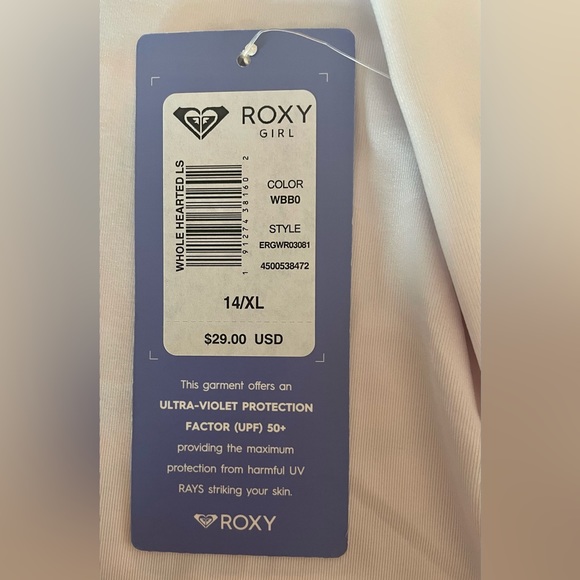 ROXY
GIRL
WHOLE HEARTED LS
1 91274 38160 2
COLOR
WBB0
STYLE
ERGWR03081
4500538472
14/XL
$29.00 USD
This garment offers an
ULTRA-VIOLET PROTECTION
FACTOR (UPF) 50+
providing the maximum
protection from harmful UV
RAYS striking your skin.
ROXY